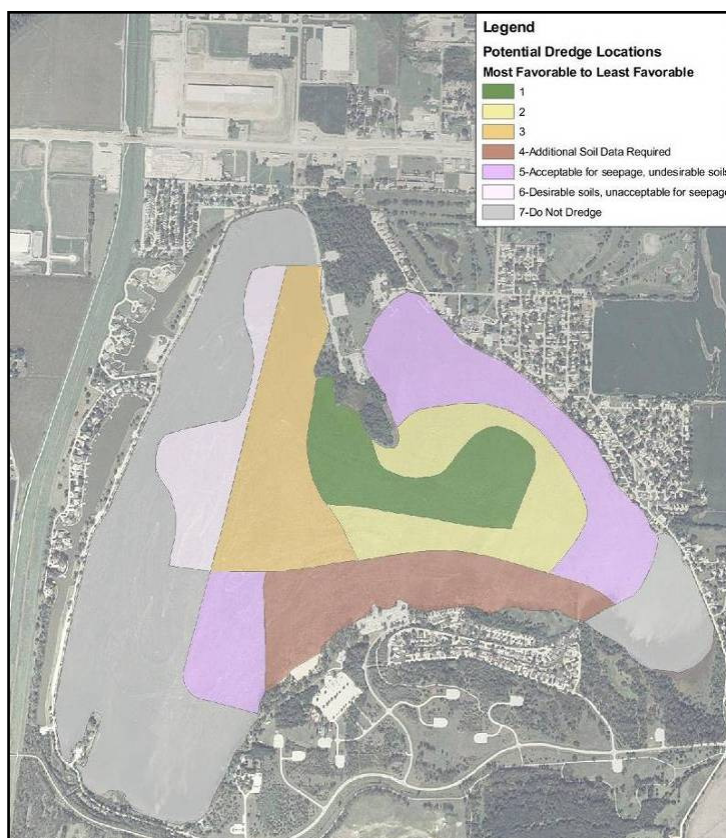 Legend
Potential Dredge Locations
Most Favorable to Least Favorable
1
2
3
4-Additional Soil Data Required
5-Acceptable for seepage, undesirable soils
6-Desirable soils, unacceptable for seepage
7-Do Not Dredge